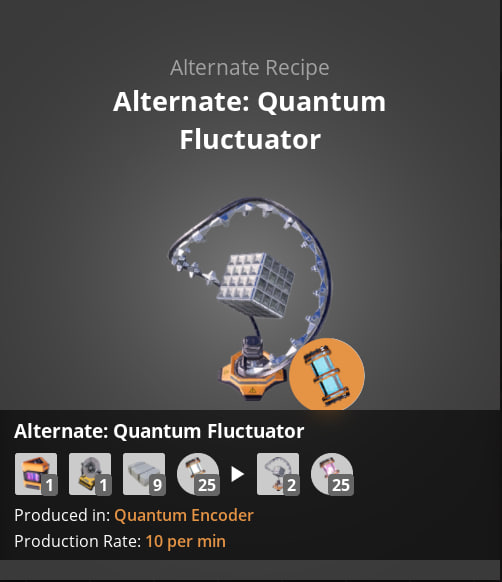 Alternate Recipe
Alternate: Quantum
Fluctuator
Alternate: Quantum Fluctuator
1 1 9 25 2 25
Produced in: Quantum Encoder
Production Rate: 10 per min